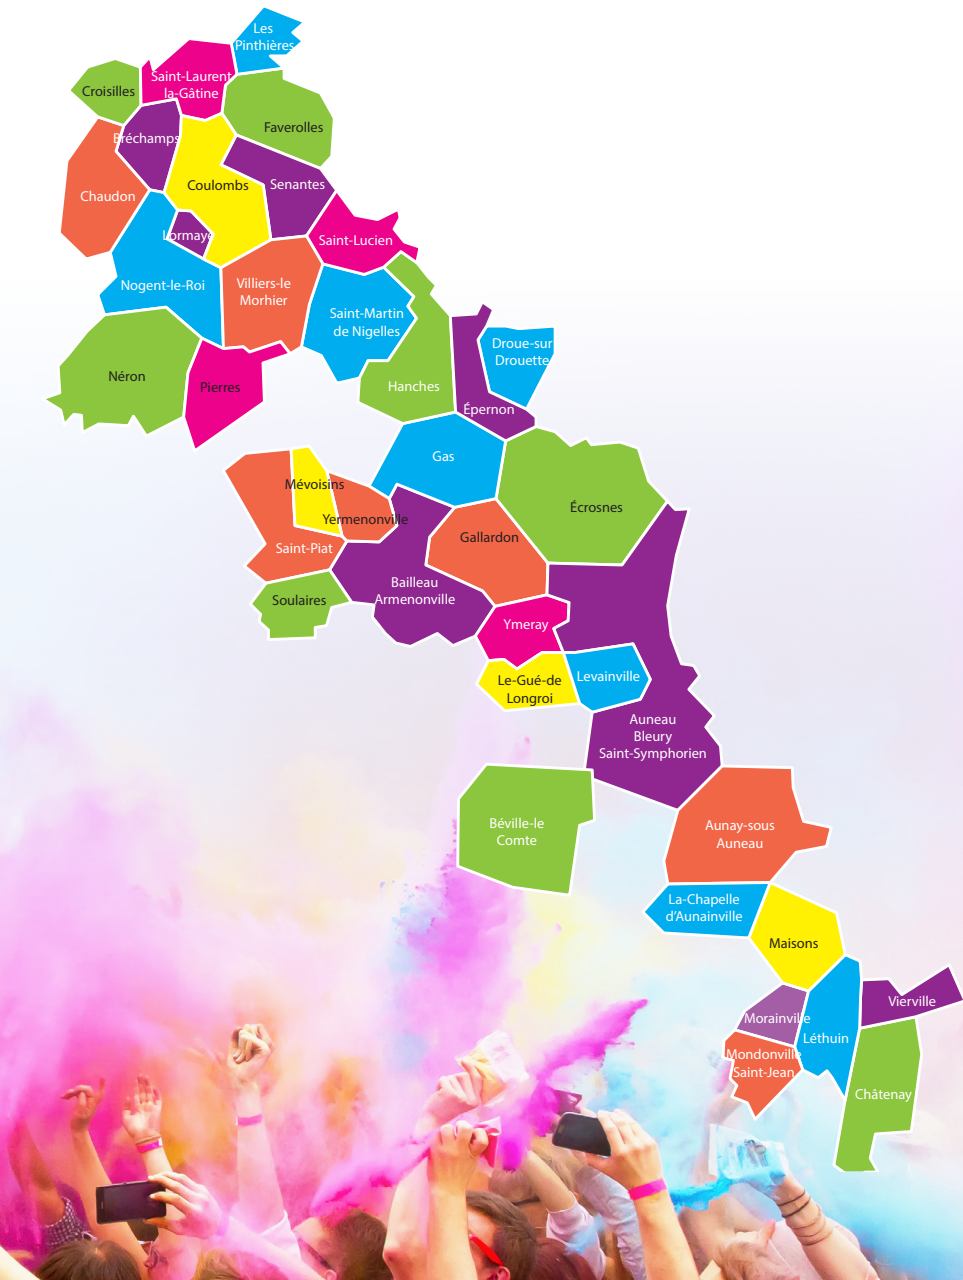 Les
Pinthières
Saint-Laurent
la-Gâtine
Croisilles
Faverolles
Bréchamps
Coulombs
Senantes
Chaudon
Lormaye
Saint-Lucien
Nogent-le-Roi
Villiers-le
Morhier
Saint-Martin
de Nigelles
Droue-sur
Drouette
Néron
Pierres
Hanches
Épernon
Gas
Mévoisins
Écrosnes
Yermenonville
Gallardon
Saint-Piat
Bailleau
Armenonville
Soulaires
Ymeray
Le-Gué-de
Longroi
Levainville
Auneau
Bleury
Saint-Symphorien
Béville-le
Comte
Aunay-sous
Auneau
La-Chapelle
d'Aunainville
Maisons
Vierville
Morainville
Léthuin
Mondonville
Saint-Jean
Châtenay